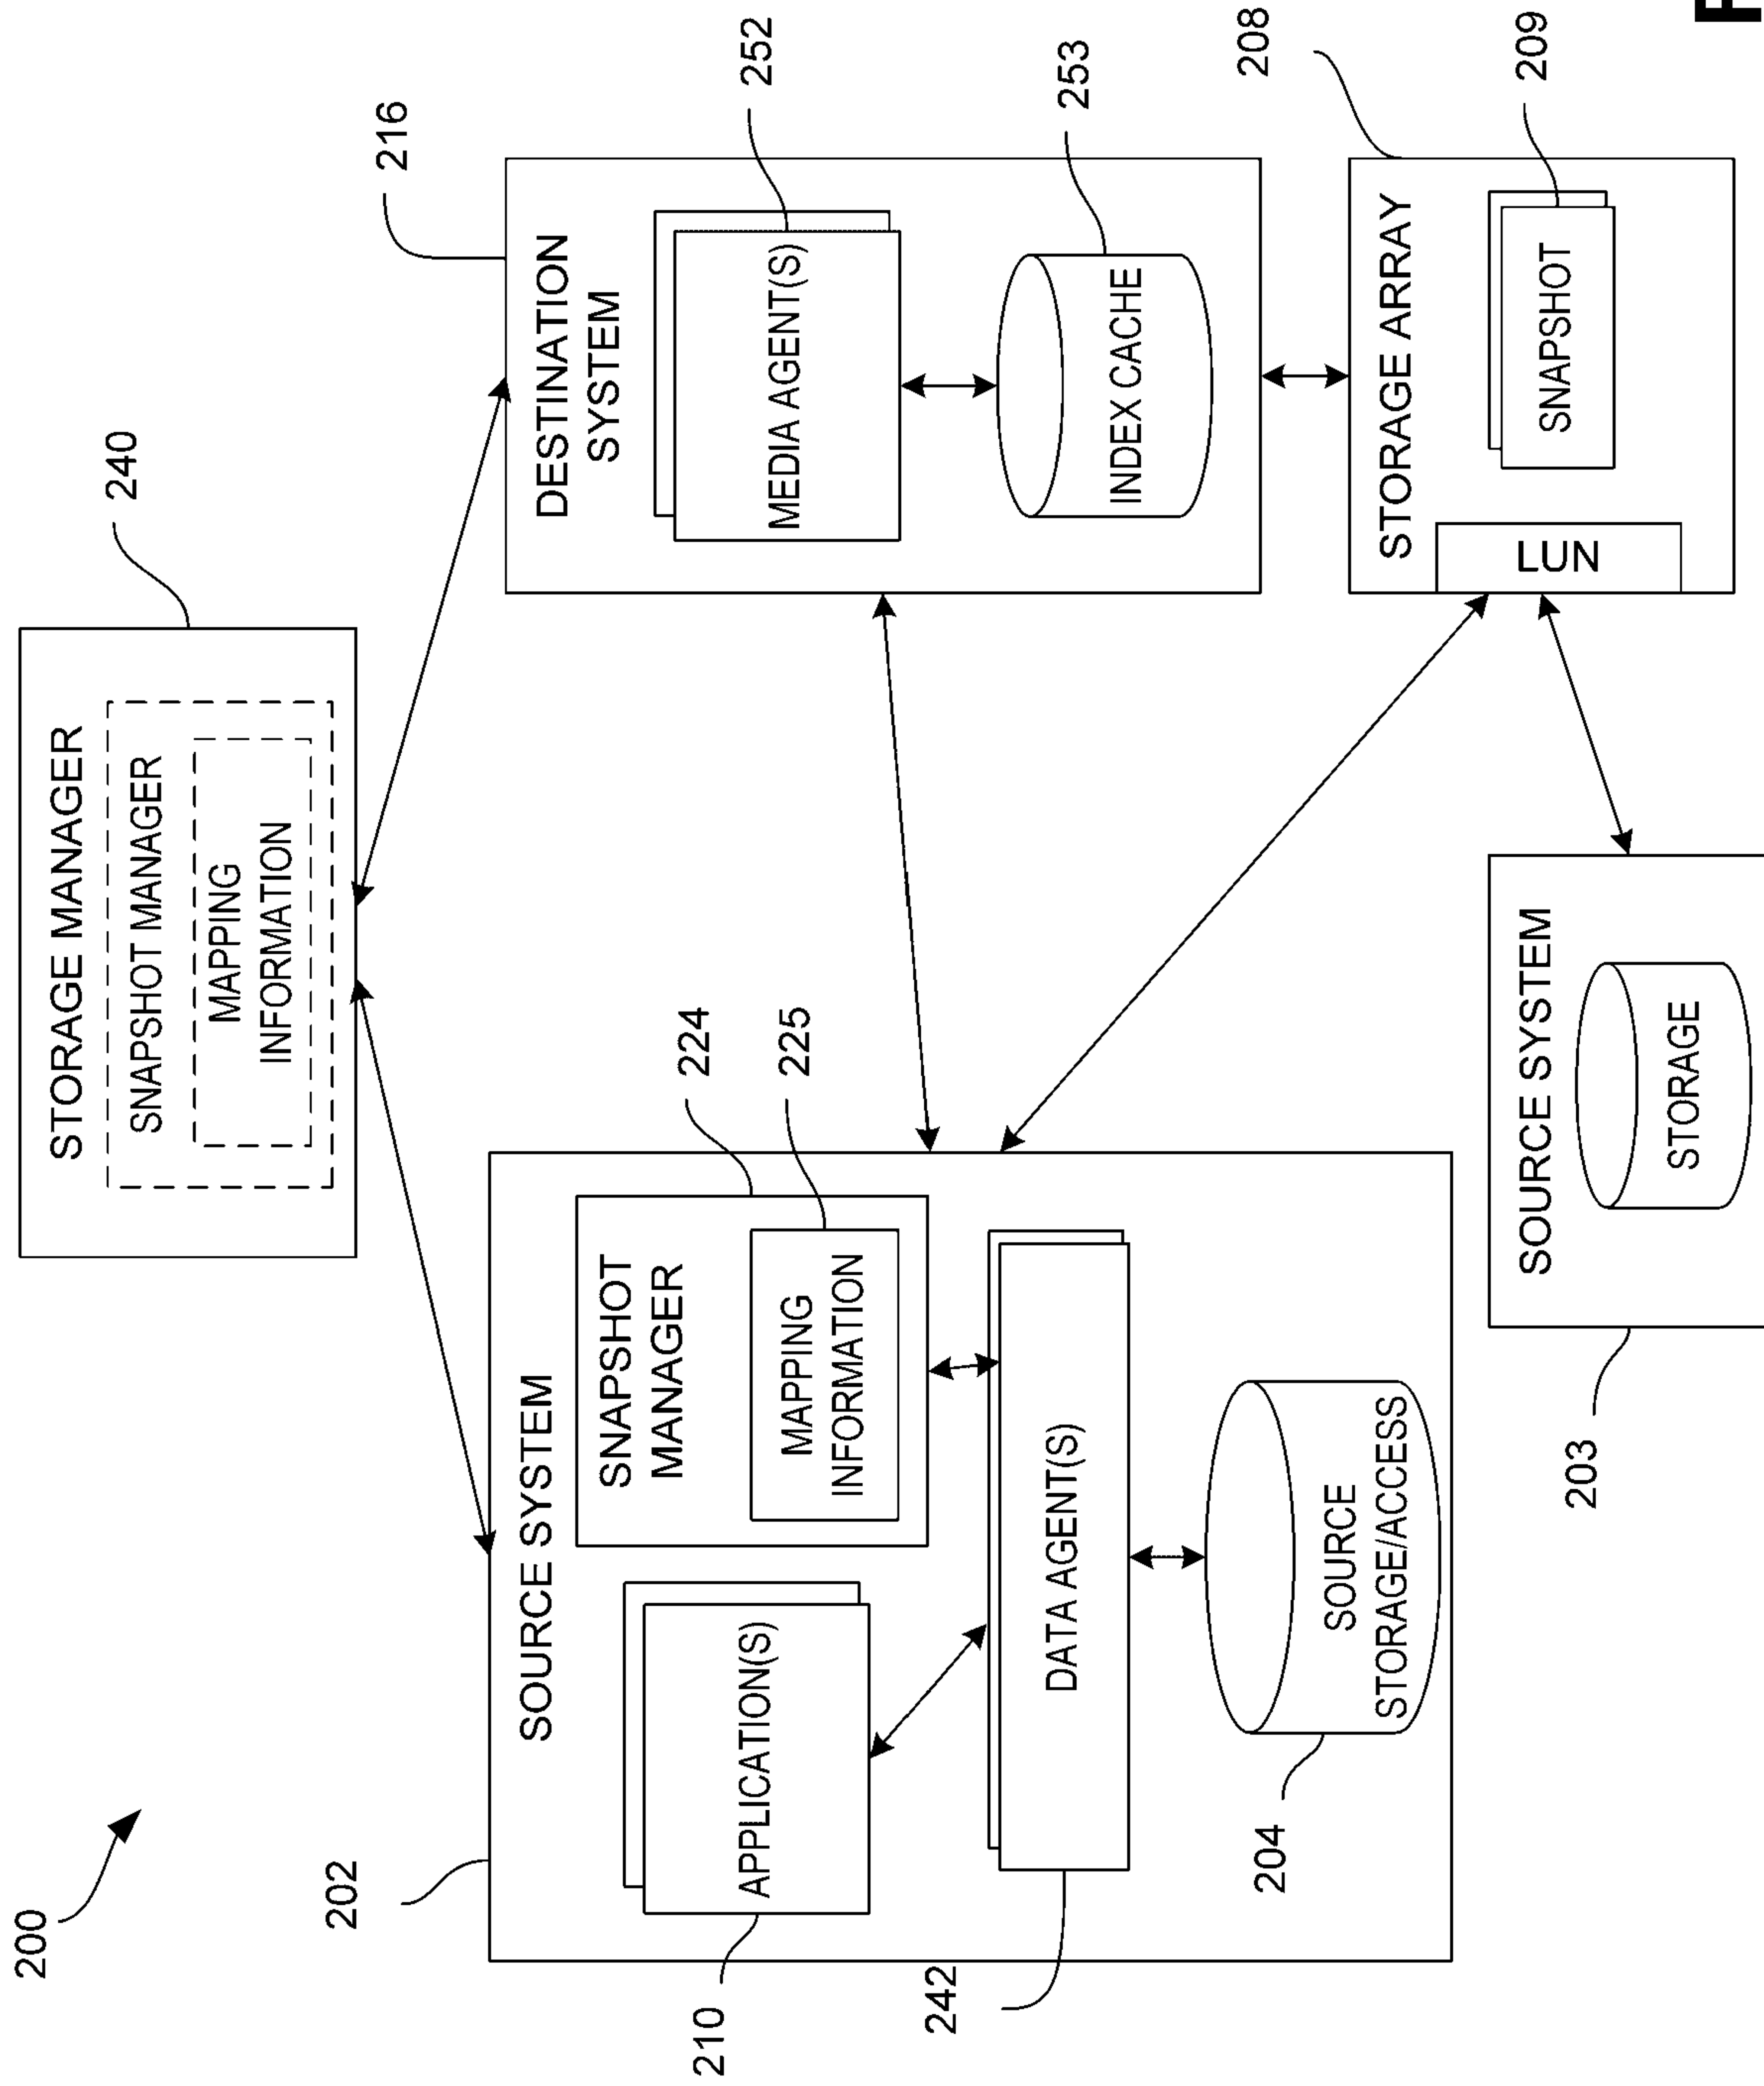 200
STORAGE MANAGER
SNAPSHOT MANAGER
MAPPING
INFORMATION
240
202
SOURCE SYSTEM
210
APPLICATION(S)
SNAPSHOT
MANAGER
224
MAPPING
INFORMATION
225
242
DATA AGENT(S)
204
SOURCE
STORAGE/ACCESS
216
DESTINATION
SYSTEM
MEDIA AGENT(S)
252
INDEX CACHE
253
203
SOURCE SYSTEM
STORAGE
208
STORAGE ARRAY
LUN
SNAPSHOT
209